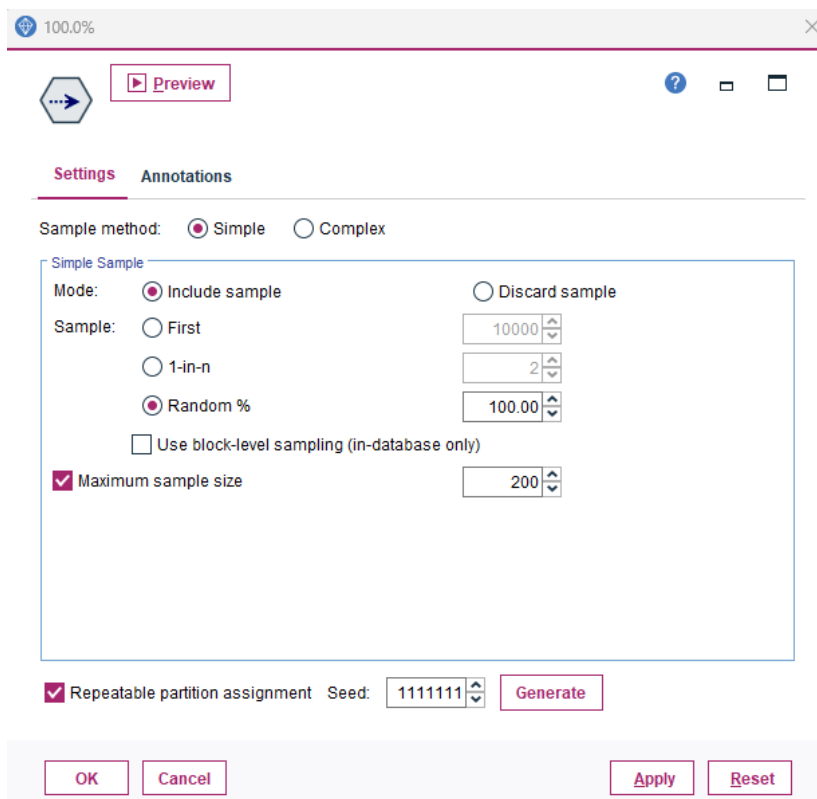 100.0%
Preview
?
Settings Annotations
Sample method: Simple Complex
Simple Sample
Mode: Include sample Discard sample
Sample: First 10000
1-in-n 2
Random % 100.00
Use block-level sampling (in-database only)
Maximum sample size 200
Repeatable partition assignment Seed: 1111111 Generate
OK Cancel Apply Reset